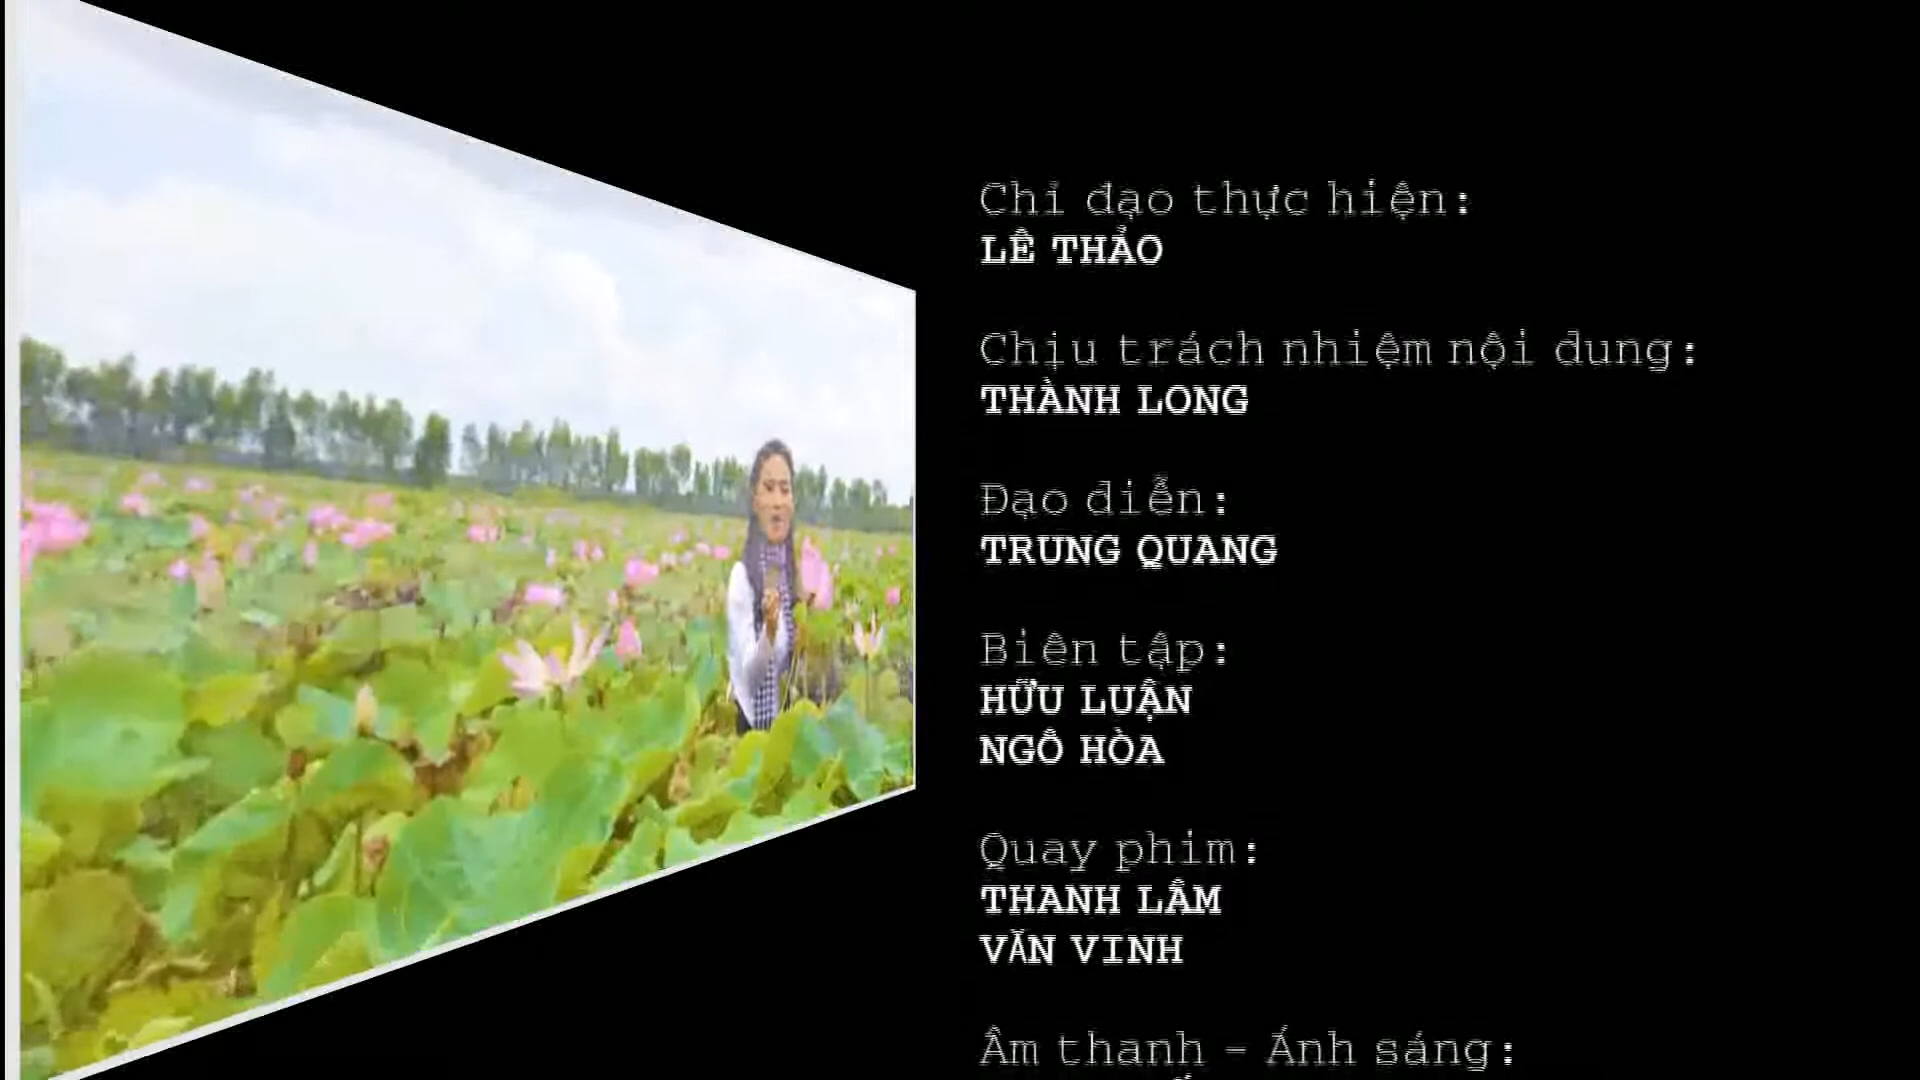 Chỉ đạo thực hiện:
LÊ THẢO
Chịu trách nhiệm nội dung:
THÀNH LONG
Đạo diễn:
TRUNG QUANG
Biên tập:
HỮU LUẬN
NGÔ HÒA
Quay phim:
THANH LÂM
VĂN VINH
Âm thanh - Ánh sáng: